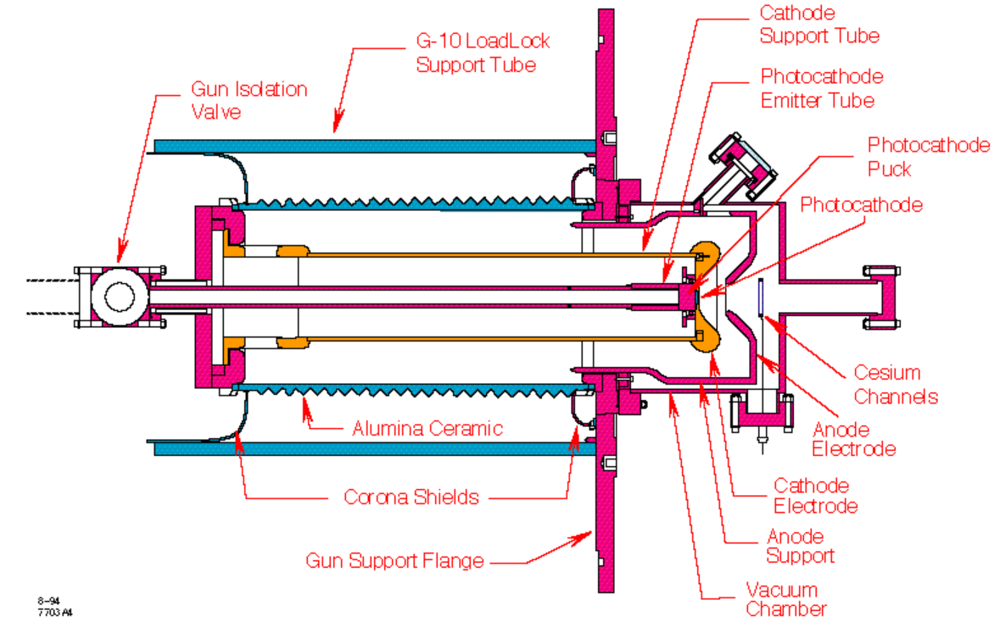 Cathode
Support Tube
G-10 LoadLock
Support Tube
Photocathode
Emitter Tube
Gun Isolation
Valve
Photocathode
Puck
Photocathode
Cesium
Channels
Alumina Ceramic
Anode
Electrode
Corona Shields
Cathode
Electrode
Anode
Support
Gun Support Flange
Vacuum
Chamber
8-94
7703A4